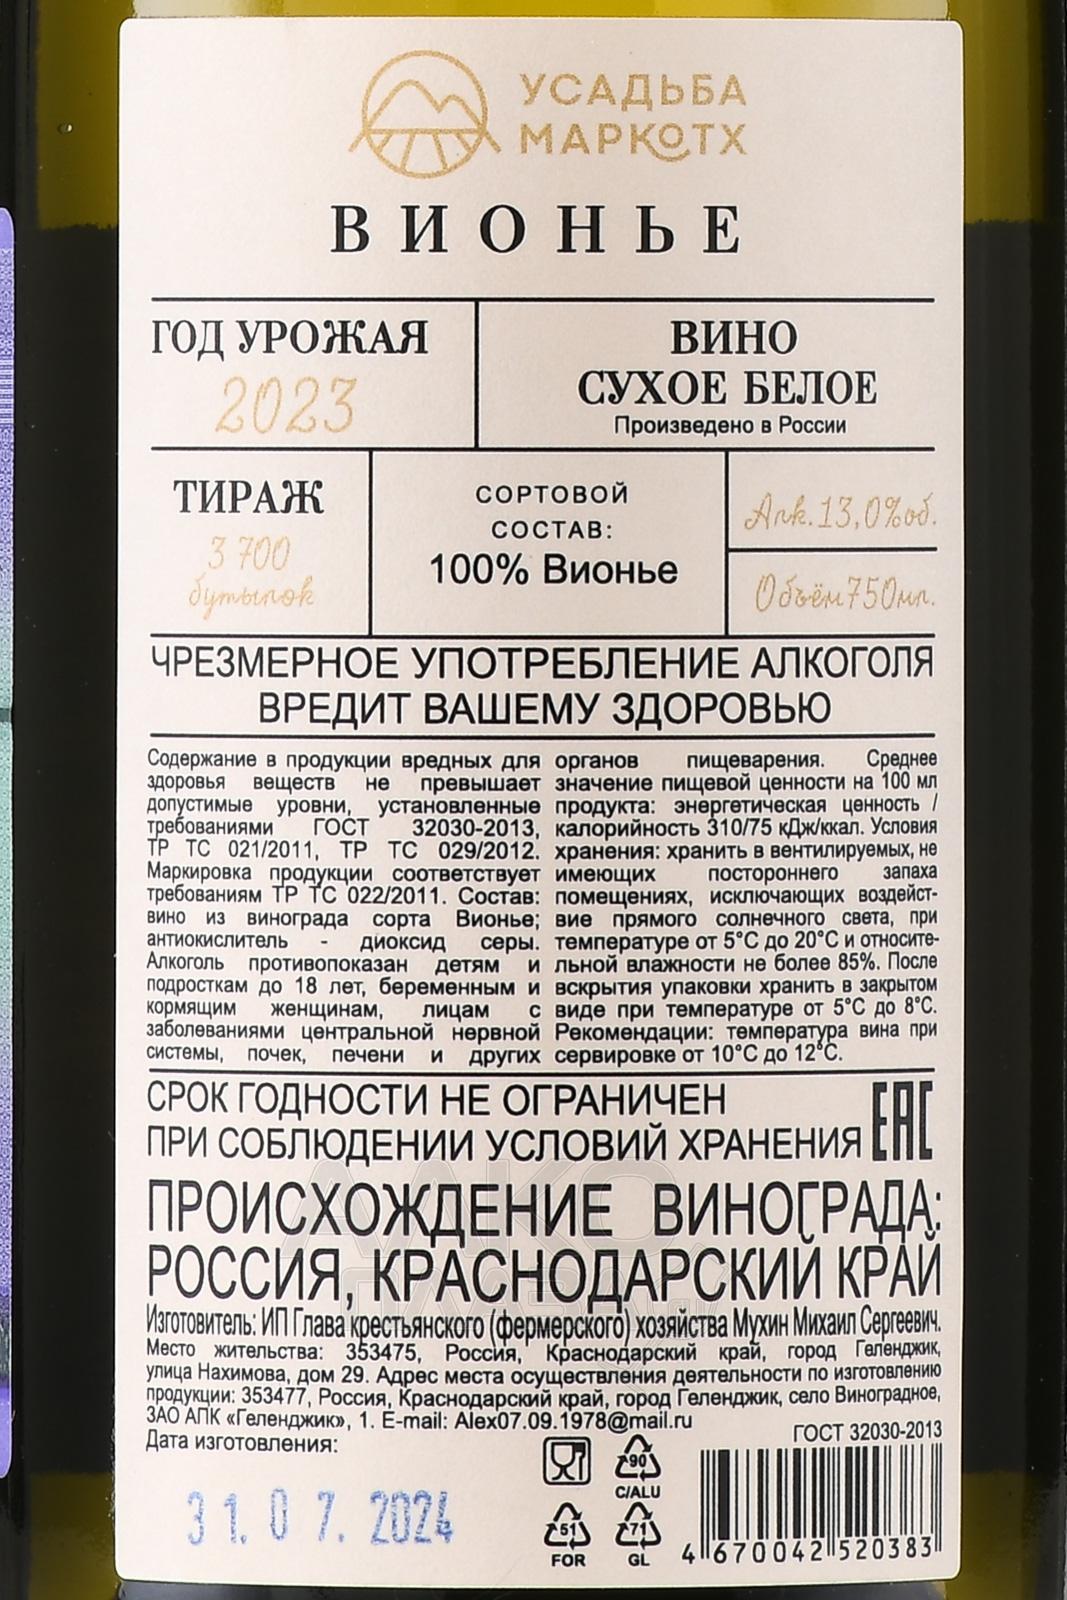 УСАДЬБА
МАРКОТХ
ВИОНЬЕ
ГОД УРОЖАЯ
2023
ВИНО
СУХОЕ БЕЛОЕ
Произведено в России
ТИРАЖ
3 700
бутылок
СОРТОВОЙ
СОСТАВ:
100% Вионье
Алк. 13,0%об.
Объём 750мл.
ЧРЕЗМЕРНОЕ УПОТРЕБЛЕНИЕ АЛКОГОЛЯ
ВРЕДИТ ВАШЕМУ ЗДОРОВЬЮ
Содержание в продукции вредных для
здоровья веществ не превышает
допустимые уровни, установленные
требованиями ГОСТ 32030-2013,
ТР ТС 021/2011, ТР ТС 029/2012.
Маркировка продукции соответствует
требованиям ТР ТС 022/2011. Состав:
вино из винограда сорта Вионье;
антиокислитель - диоксид серы.
Алкоголь противопоказан детям и
подросткам до 18 лет, беременным и
кормящим женщинам, лицам с
заболеваниями центральной нервной
системы, почек, печени и других
органов пищеварения. Среднее
значение пищевой ценности на 100 мл
продукта: энергетическая ценность /
калорийность 310/75 кДж/ккал. Условия
хранения: хранить в вентилируемых, не
имеющих постороннего запаха
помещениях, исключающих воздейст-
вие прямого солнечного света, при
температуре от 5°С до 20°С и относите-
льной влажности не более 85%. После
вскрытия упаковки хранить в закрытом
виде при температуре от 5°С до 8°С.
Рекомендации: температура вина при
сервировке от 10°С до 12°С.
СРОК ГОДНОСТИ НЕ ОГРАНИЧЕН
ПРИ СОБЛЮДЕНИИ УСЛОВИЙ ХРАНЕНИЯ
ЕАС
ПРОИСХОЖДЕНИЕ ВИНОГРАДА:
РОССИЯ, КРАСНОДАРСКИЙ КРАЙ
Изготовитель: ИП Глава крестьянского (фермерского) хозяйства Мухин Михаил Сергеевич.
Место жительства: 353475, Россия, Краснодарский край, город Геленджик,
улица Нахимова, дом 29. Адрес места осуществления деятельности по изготовлению
продукции: 353477, Россия, Краснодарский край, город Геленджик, село Виноградное,
ЗАО АПК «Геленджик», 1. E-mail: Alex07.09.1978@mail.ru
Дата изготовления:
ГОСТ 32030-2013
31.07.2024
90
C/ALU
51
FOR
71
GL
4 670042 520383